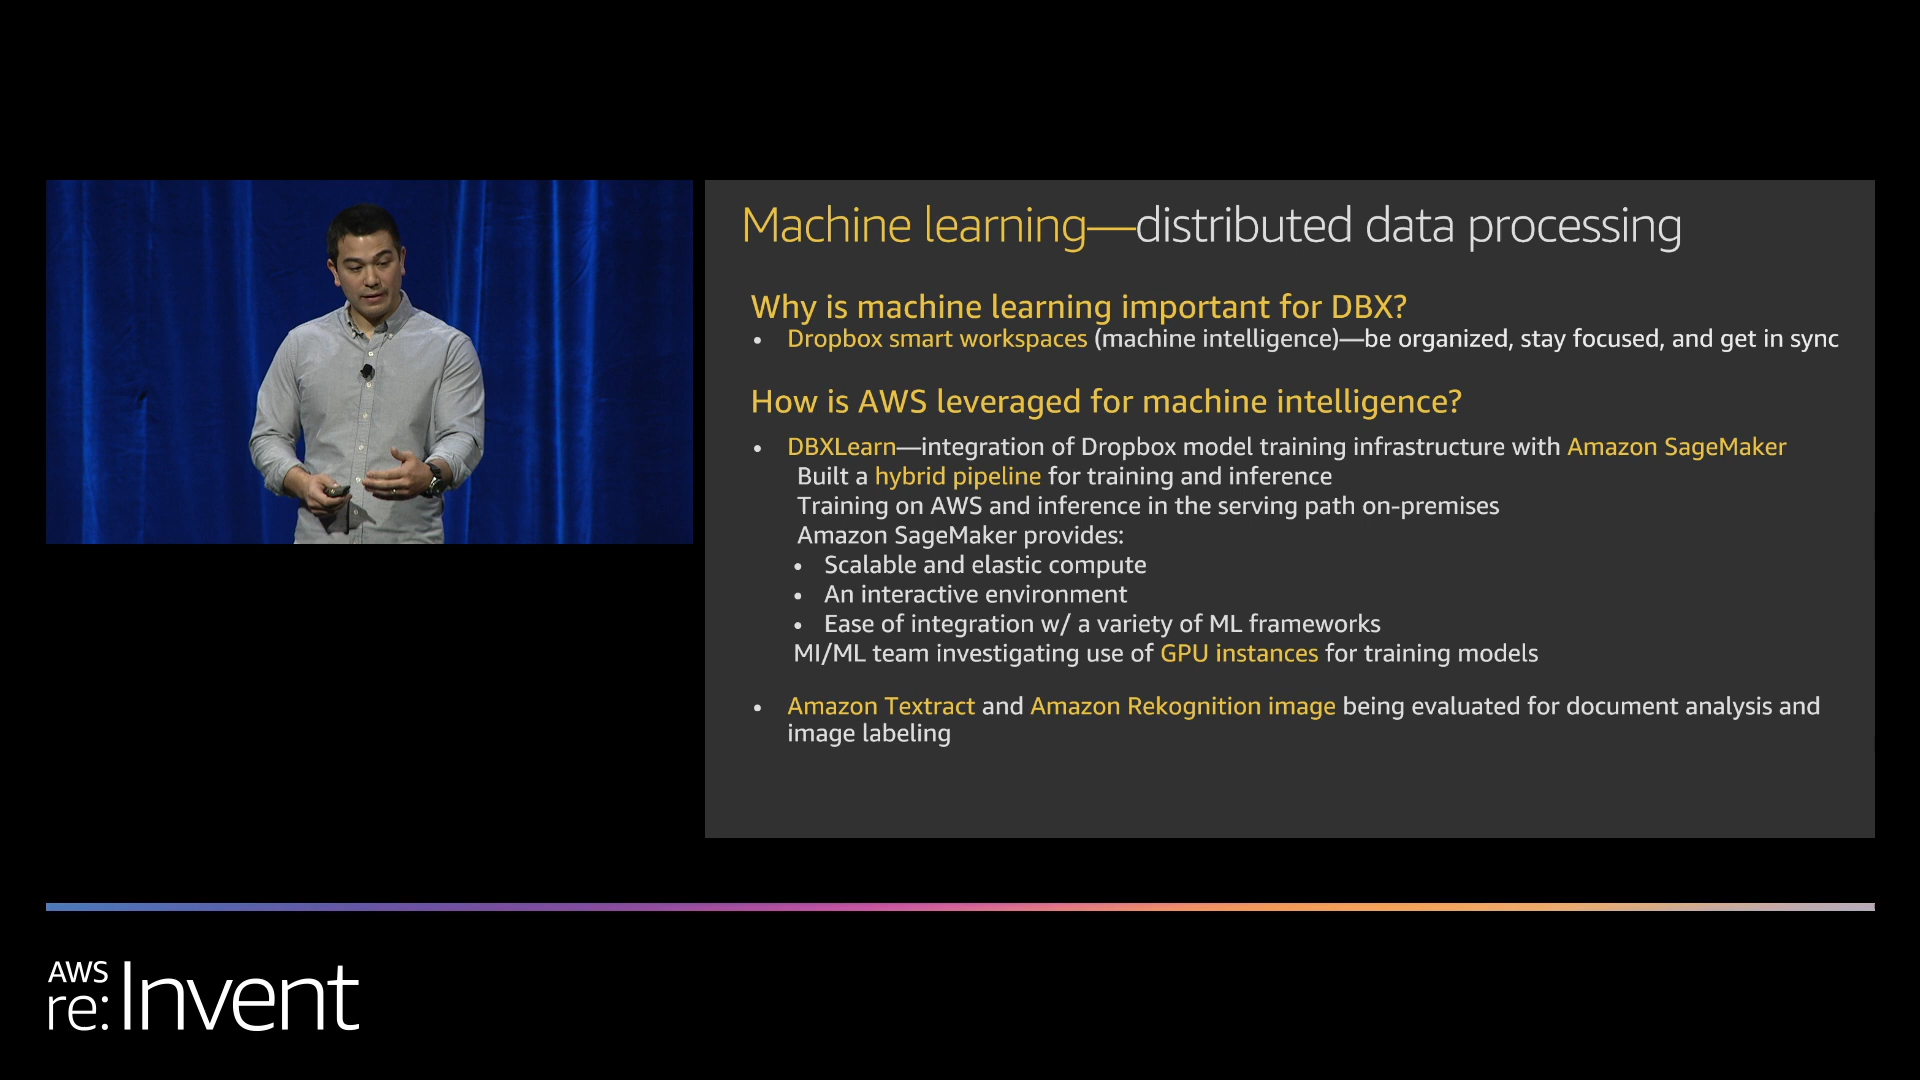 Machine learning—distributed data processing
Why is machine learning important for DBX?
• Dropbox smart workspaces (machine intelligence)—be organized, stay focused, and get in sync
How is AWS leveraged for machine intelligence?
• DBXLearn—integration of Dropbox model training infrastructure with Amazon SageMaker
Built a hybrid pipeline for training and inference
Training on AWS and inference in the serving path on-premises
Amazon SageMaker provides:
• Scalable and elastic compute
• An interactive environment
• Ease of integration w/ a variety of ML frameworks
MI/ML team investigating use of GPU instances for training models
• Amazon Textract and Amazon Rekognition image being evaluated for document analysis and
image labeling
AWS
re:Invent